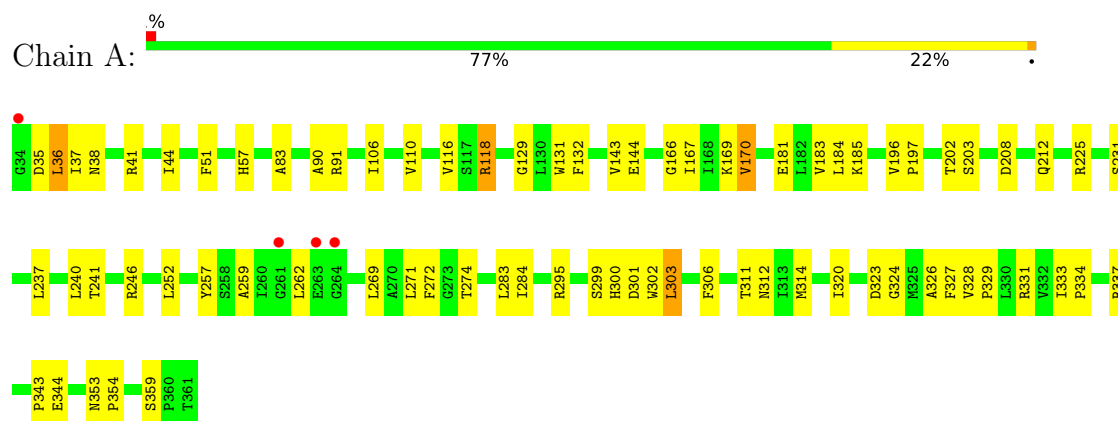 .%
Chain A:
77% 22% •
G34 D35 L36 I37 N38 R41 I44 F51 H57 A83 A90 R91 I106 V110 V116 S117 R118 G129 L130 W131 F132 V143 E144 G166 I167 I168 K169 V170 E181 L182 V183 L184 K185 V196 P197 T202 S203 D208 Q212 R225 S231
L237 L240 T241 R246 L252 Y257 S258 A259 I260 G261 L262 E263 G264 L269 A270 L271 F272 G273 T274 L283 I284 R295 S299 H300 D301 W302 L303 F306 T311 N312 I313 M314 I320 D323 G324 M325 A326 F327 V328 P329 L330 R331 V332 I333 P334
P343 E344 N353 P354 S359 P360 T361